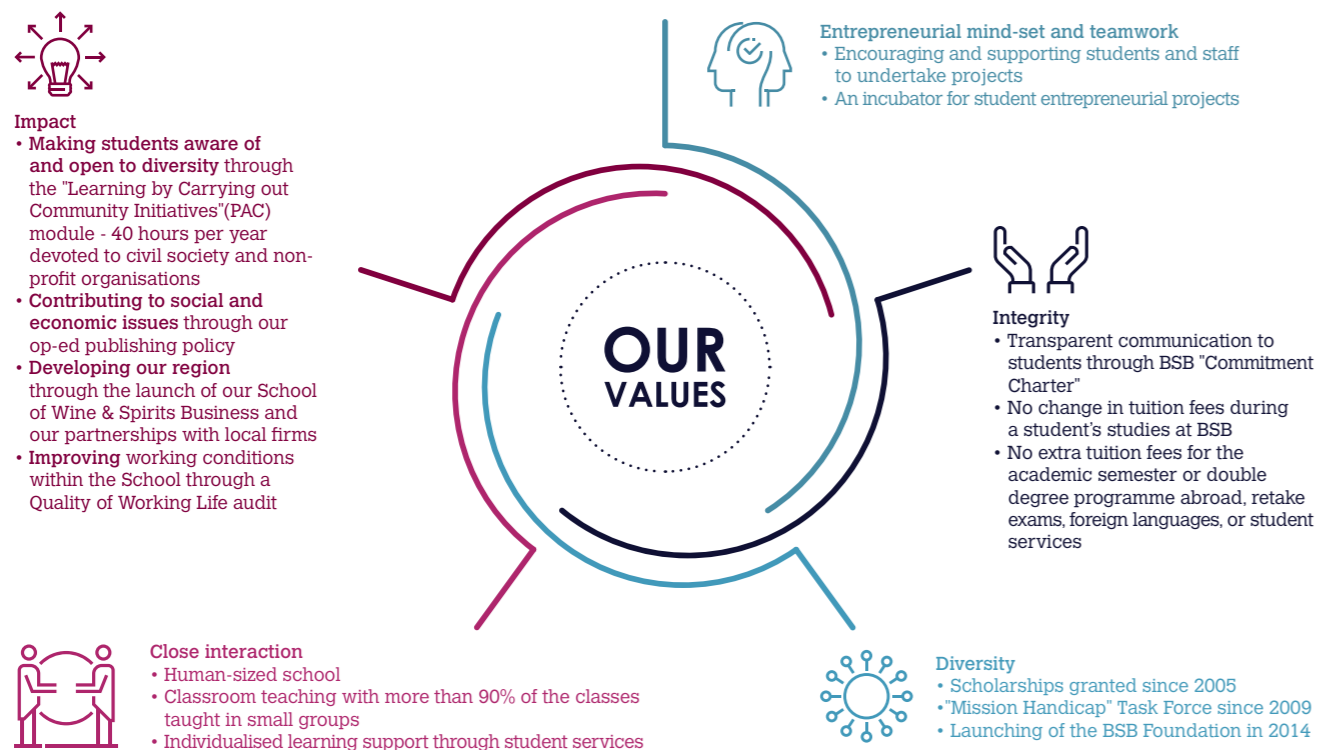 Impact
• Making students aware of
and open to diversity through
the "Learning by Carrying out
Community Initiatives"(PAC)
module - 40 hours per year
devoted to civil society and non-
profit organisations
• Contributing to social and
economic issues through our
op-ed publishing policy
• Developing our region
through the launch of our School
of Wine & Spirits Business and
our partnerships with local firms
• Improving working conditions
within the School through a
Quality of Working Life audit
Entrepreneurial mind-set and teamwork
• Encouraging and supporting students and staff
to undertake projects
• An incubator for student entrepreneurial projects
OUR
VALUES
Integrity
• Transparent communication to
students through BSB "Commitment
Charter"
• No change in tuition fees during
a student's studies at BSB
• No extra tuition fees for the
academic semester or double
degree programme abroad, retake
exams, foreign languages, or student
services
Close interaction
• Human-sized school
• Classroom teaching with more than 90% of the classes
taught in small groups
• Individualised learning support through student services
Diversity
• Scholarships granted since 2005
•"Mission Handicap" Task Force since 2009
• Launching of the BSB Foundation in 2014